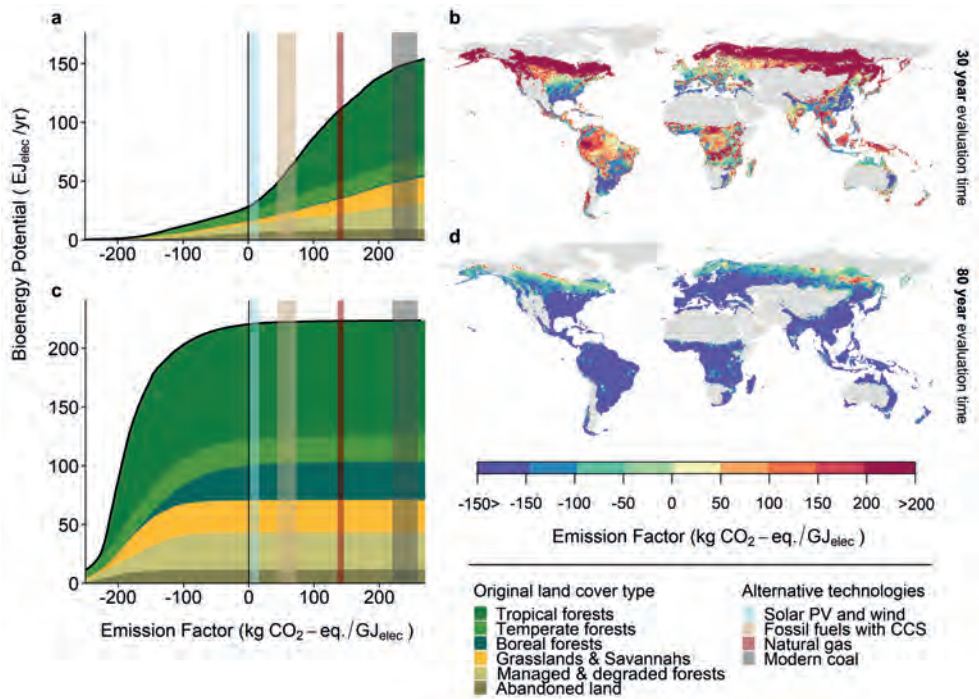 a
150
100
50
0
-200
-100
0
100
200
b
30 year evaluation time
Bioenergy Potential ( EJelec /yr)
c
200
150
100
50
0
-200
-100
0
100
200
Emission Factor (kg CO2 – eq./GJelec )
d
80 year evaluation time
-150>
-150
-100
-50
0
50
100
150
200
>200
Emission Factor (kg CO2 – eq./GJelec )
Original land cover type
Tropical forests
Temperate forests
Boreal forests
Grasslands & Savannahs
Managed & degraded forests
Abandoned land
Alternative technologies
Solar PV and wind
Fossil fuels with CCS
Natural gas
Modern coal